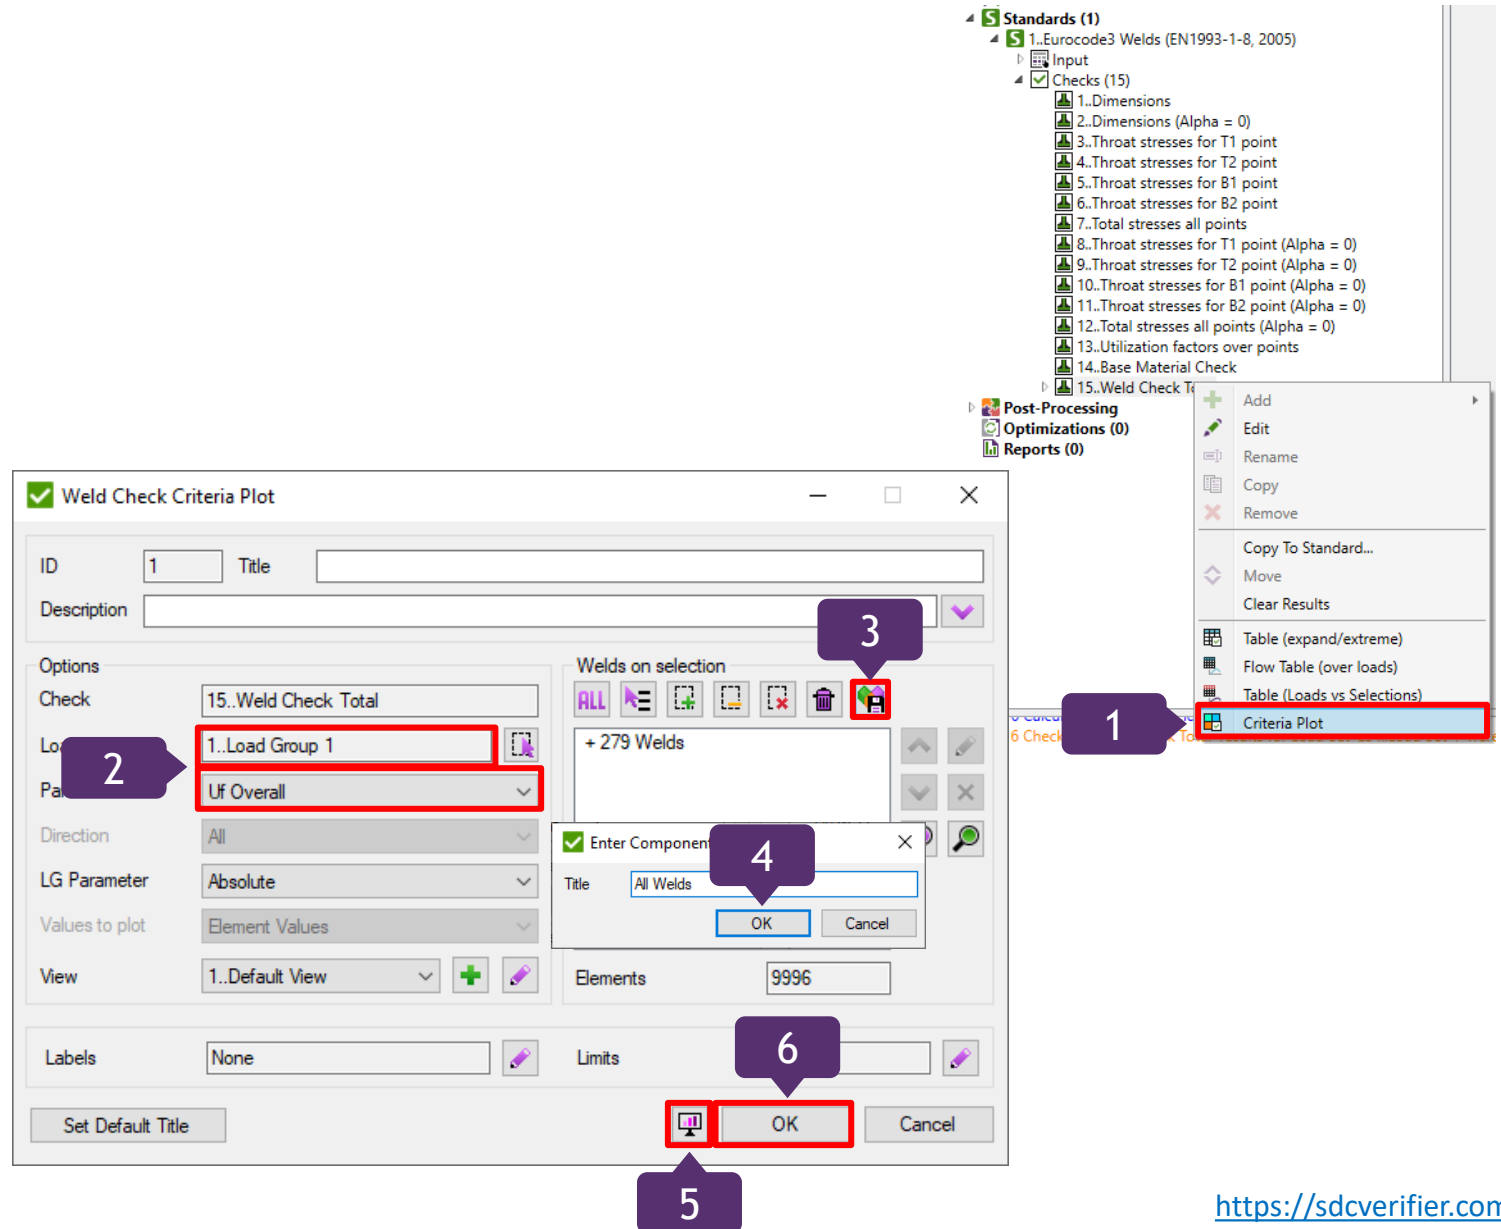 Standards (1)
1..Eurocode3 Welds (EN1993-1-8, 2005)
Input
Checks (15)
1..Dimensions
2..Dimensions (Alpha = 0)
3..Throat stresses for T1 point
4..Throat stresses for T2 point
5..Throat stresses for B1 point
6..Throat stresses for B2 point
7..Total stresses all points
8..Throat stresses for T1 point (Alpha = 0)
9..Throat stresses for T2 point (Alpha = 0)
10..Throat stresses for B1 point (Alpha = 0)
11..Throat stresses for B2 point (Alpha = 0)
12..Total stresses all points (Alpha = 0)
13..Utilization factors over points
14..Base Material Check
15..Weld Check T
Post-Processing
Optimizations (0)
Reports (0)
Add
Edit
Rename
Copy
Remove
Copy To Standard...
Move
Clear Results
Table (expand/extreme)
Flow Table (over loads)
Table (Loads vs Selections)
Criteria Plot
1
6 Check
Weld Check Criteria Plot
ID 1 Title
Description
3
Options
Check 15..Weld Check Total
Lo 1..Load Group 1
2
Pa Uf Overall
Direction All
LG Parameter Absolute
Values to plot Element Values
View 1..Default View
Welds on selection
ALL
+ 279 Welds
Enter Componen
4
Title All Welds
OK Cancel
Elements 9996
Labels None
Limits
6
Set Default Title OK Cancel
5
https://sdcverifier.com